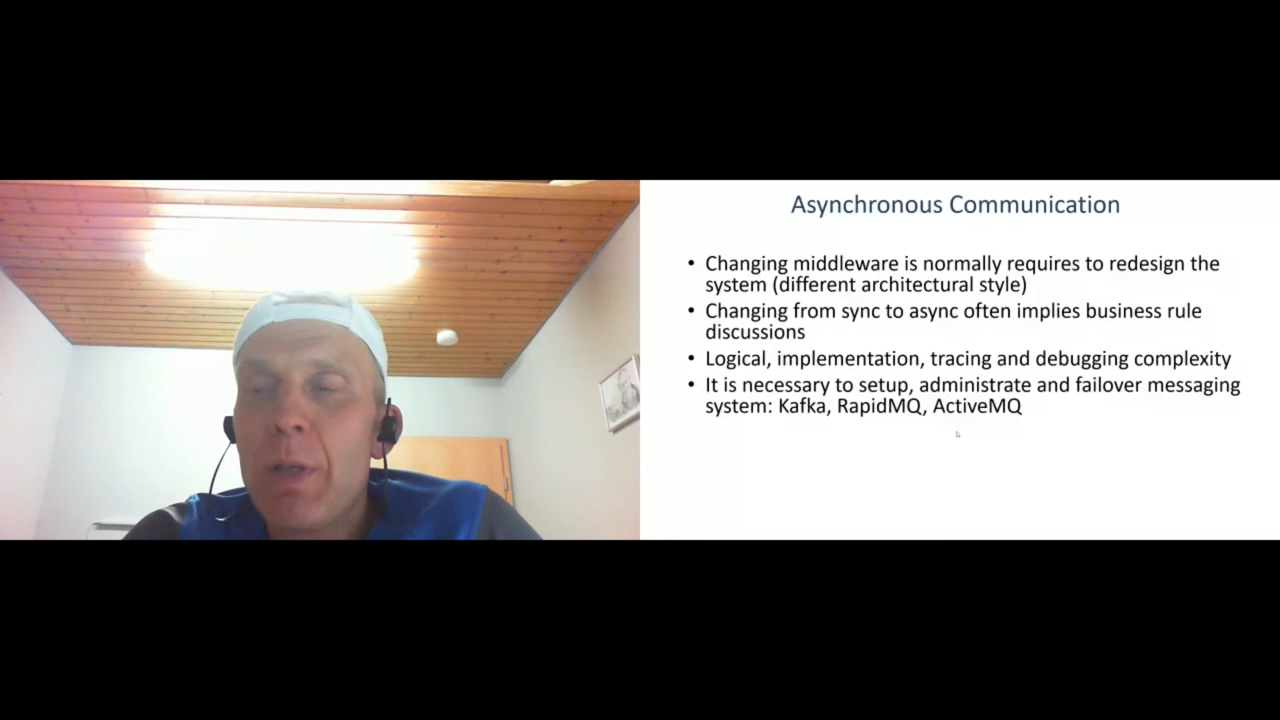 Asynchronous Communication
• Changing middleware is normally requires to redesign the
system (different architectural style)
• Changing from sync to async often implies business rule
discussions
• Logical, implementation, tracing and debugging complexity
• It is necessary to setup, administrate and failover messaging
system: Kafka, RapidMQ, ActiveMQ